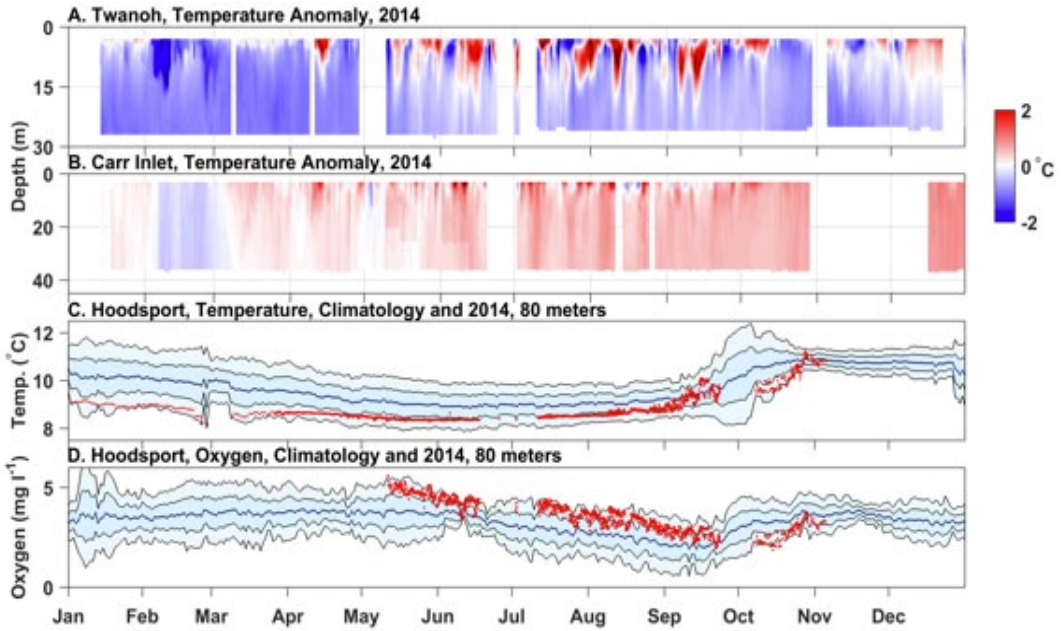 A. Twanoh, Temperature Anomaly, 2014
0
15
30
Depth (m)
B. Carr Inlet, Temperature Anomaly, 2014
0
20
40
2
0 °C
-2
C. Hoodsport, Temperature, Climatology and 2014, 80 meters
12
10
8
Temp. (°C)
D. Hoodsport, Oxygen, Climatology and 2014, 80 meters
5
0
Oxygen (mg l⁻¹)
Jan Feb Mar Apr May Jun Jul Aug Sep Oct Nov Dec